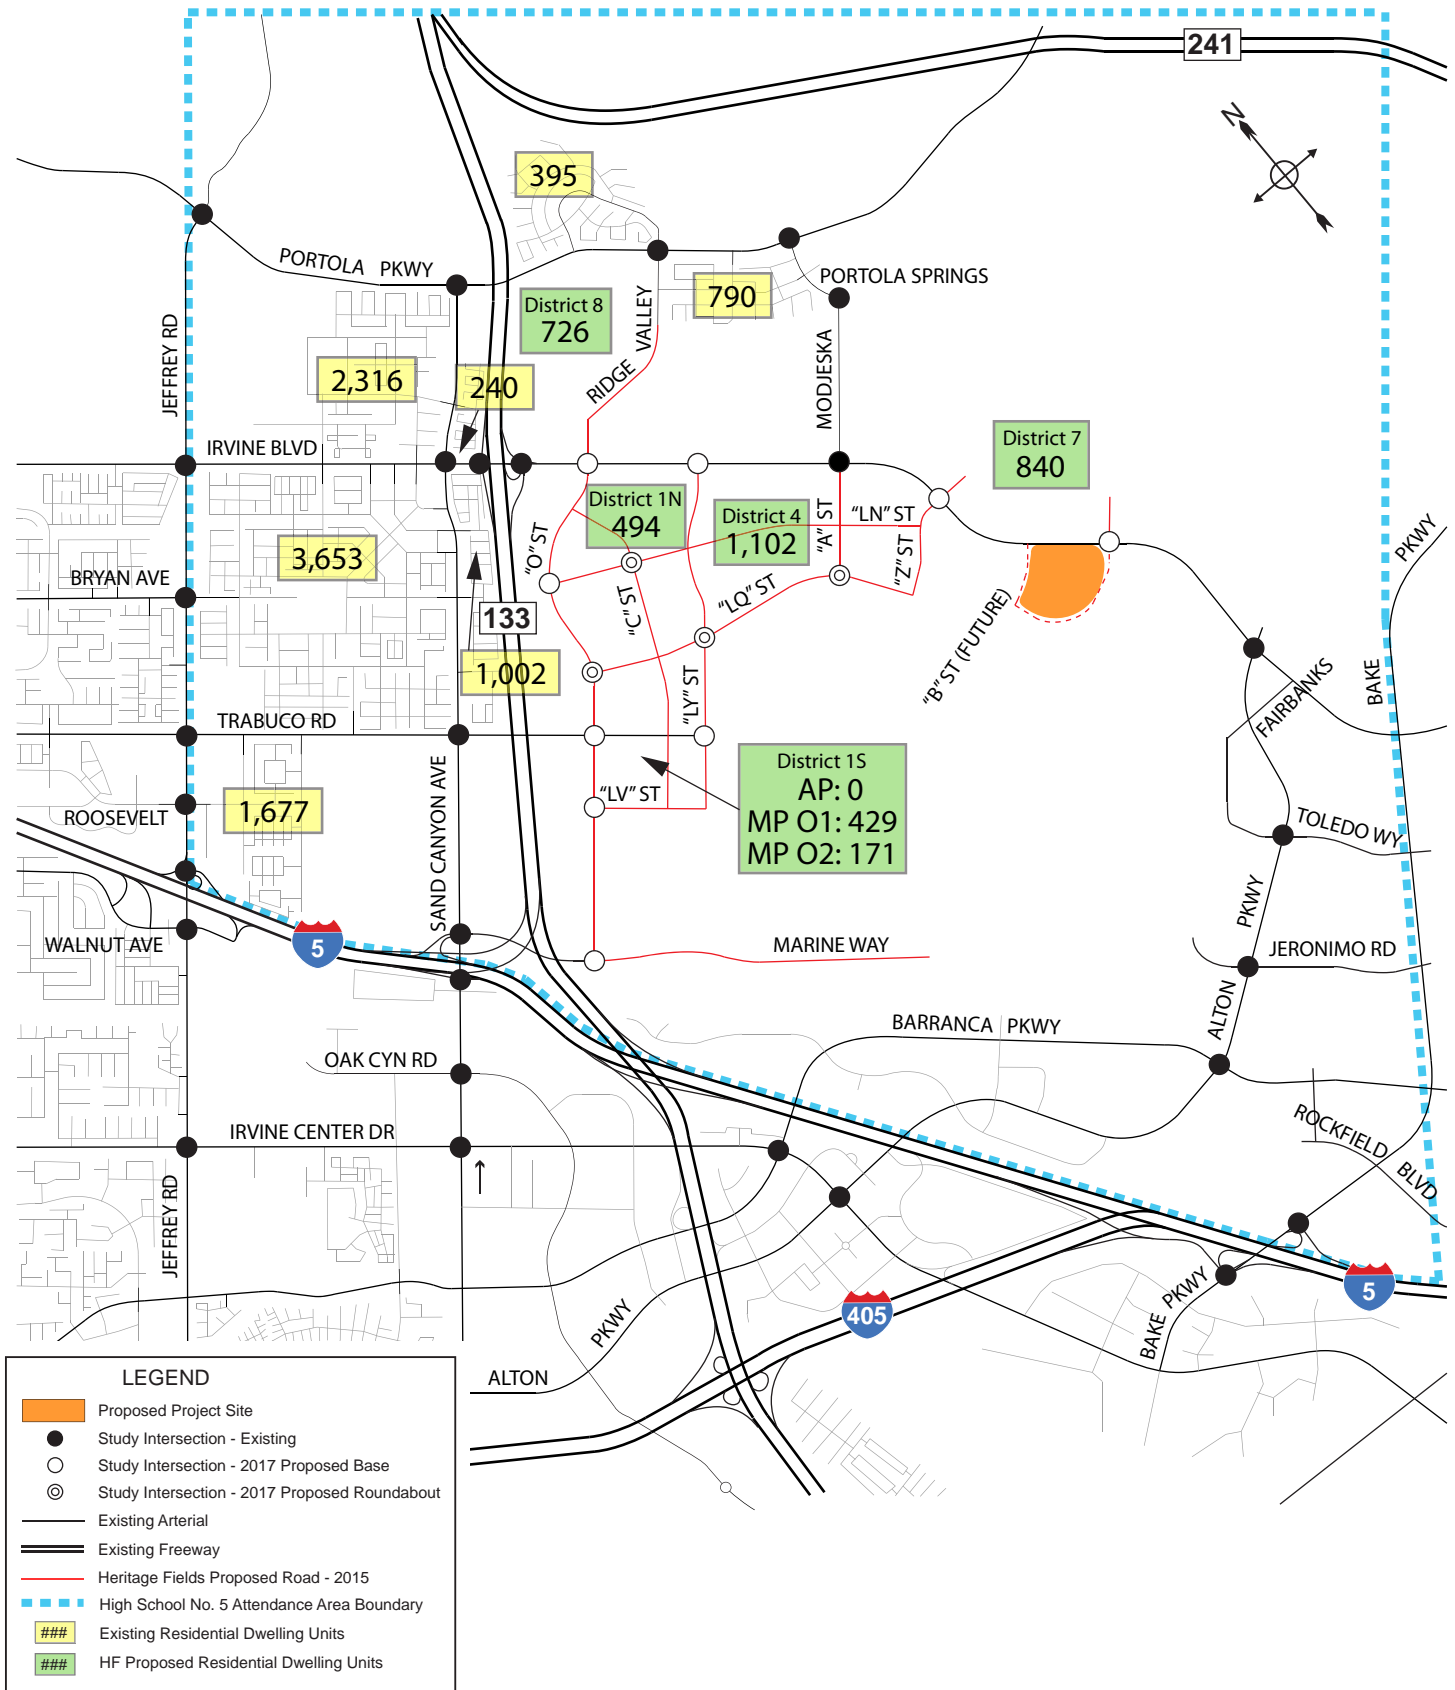 241
N
395
PORTOLA PKWY
PORTOLA SPRINGS
790
District 8
726
VALLEY
RIDGE
MODJESKA
JEFFREY RD
2,316
240
IRVINE BLVD
District 7
840
District 1N
494
District 4
1,102
"A" ST
"LN" ST
"Z" ST
"O" ST
3,653
BRYAN AVE
133
"C" ST
"LQ" ST
"B" ST (FUTURE)
PKWY
BAKE
1,002
"LY" ST
FAIRBANKS
TRABUCO RD
District 1S
AP: 0
MP O1: 429
MP O2: 171
"LV" ST
ROOSEVELT
1,677
SAND CANYON AVE
TOLEDO WY
PKWY
ALTON
WALNUT AVE
5
MARINE WAY
JERONIMO RD
BARRANCA PKWY
OAK CYN RD
IRVINE CENTER DR
ROCKFIELD BLVD
JEFFREY RD
PKWY
ALTON
405
BAKE PKWY
5
LEGEND
Proposed Project Site
Study Intersection - Existing
Study Intersection - 2017 Proposed Base
Study Intersection - 2017 Proposed Roundabout
Existing Arterial
Existing Freeway
Heritage Fields Proposed Road - 2015
High School No. 5 Attendance Area Boundary
### Existing Residential Dwelling Units
### HF Proposed Residential Dwelling Units